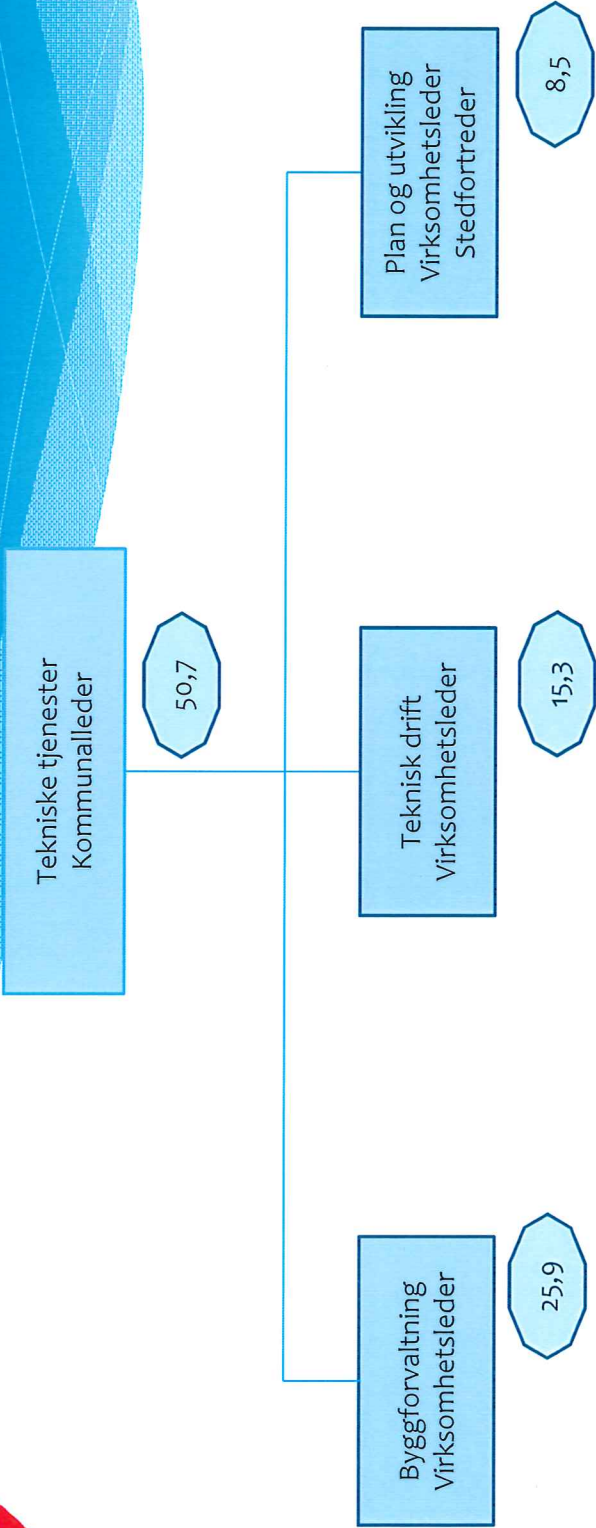 Tekniske tjenester
Kommunalleder
50,7
Byggforvaltning
Virksomhetsleder
25,9
Teknisk drift
Virksomhetsleder
15,3
Plan og utvikling
Virksomhetsleder
Stedfortreder
8,5